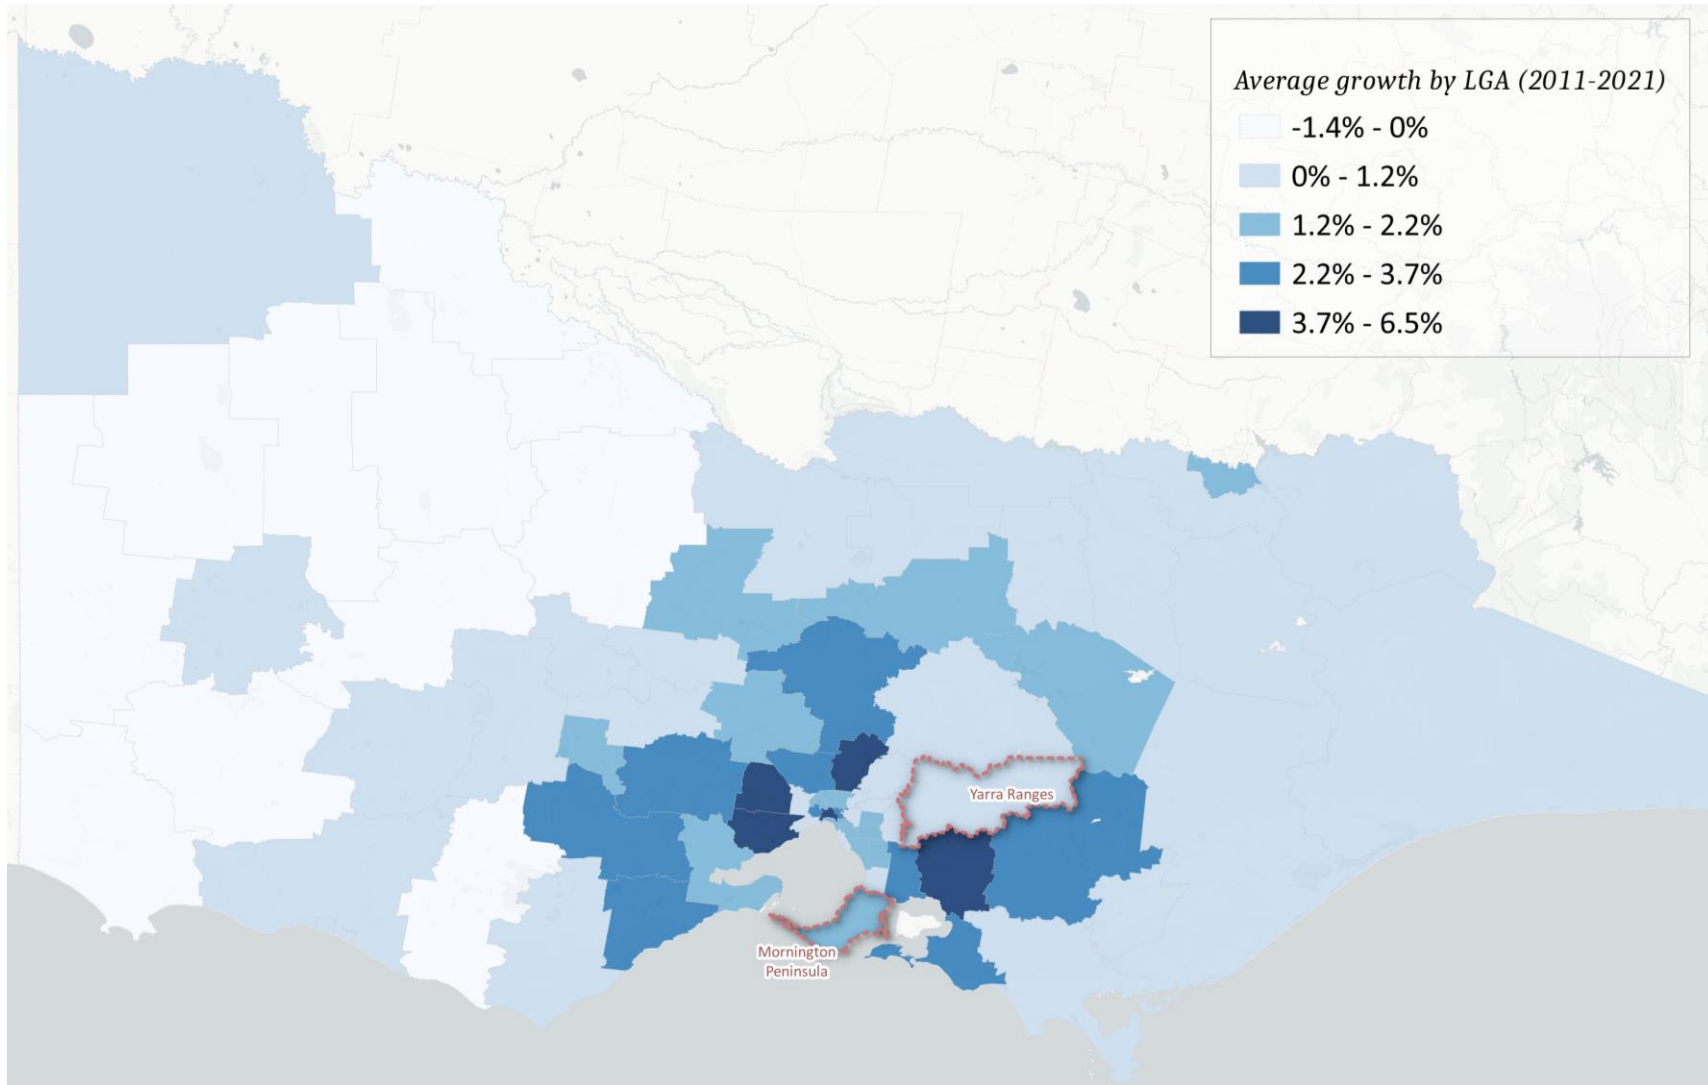 Average growth by LGA (2011-2021)
-1.4% - 0%
0% - 1.2%
1.2% - 2.2%
2.2% - 3.7%
3.7% - 6.5%
Yarra Ranges
Mornington
Peninsula